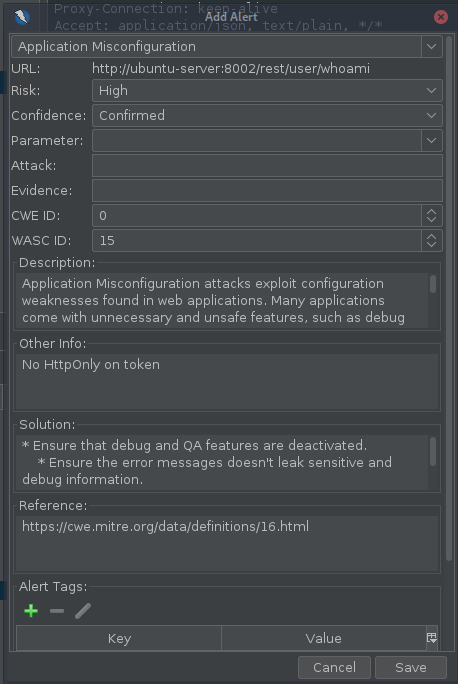 Proxy-Connection: keep-alive
Add Alert
Accept: application/json, text/plain, */*
Application Misconfiguration
URL: http://ubuntu-server:8002/rest/user/whoami
Risk: High
Confidence: Confirmed
Parameter:
Attack:
Evidence:
CWE ID: 0
WASC ID: 15
Description:
Application Misconfiguration attacks exploit configuration
weaknesses found in web applications. Many applications
come with unnecessary and unsafe features, such as debug
Other Info:
No HttpOnly on token
Solution:
* Ensure that debug and QA features are deactivated.
* Ensure the error messages doesn't leak sensitive and
debug information.
Reference:
https://cwe.mitre.org/data/definitions/16.html
Alert Tags:
Key Value
Cancel Save